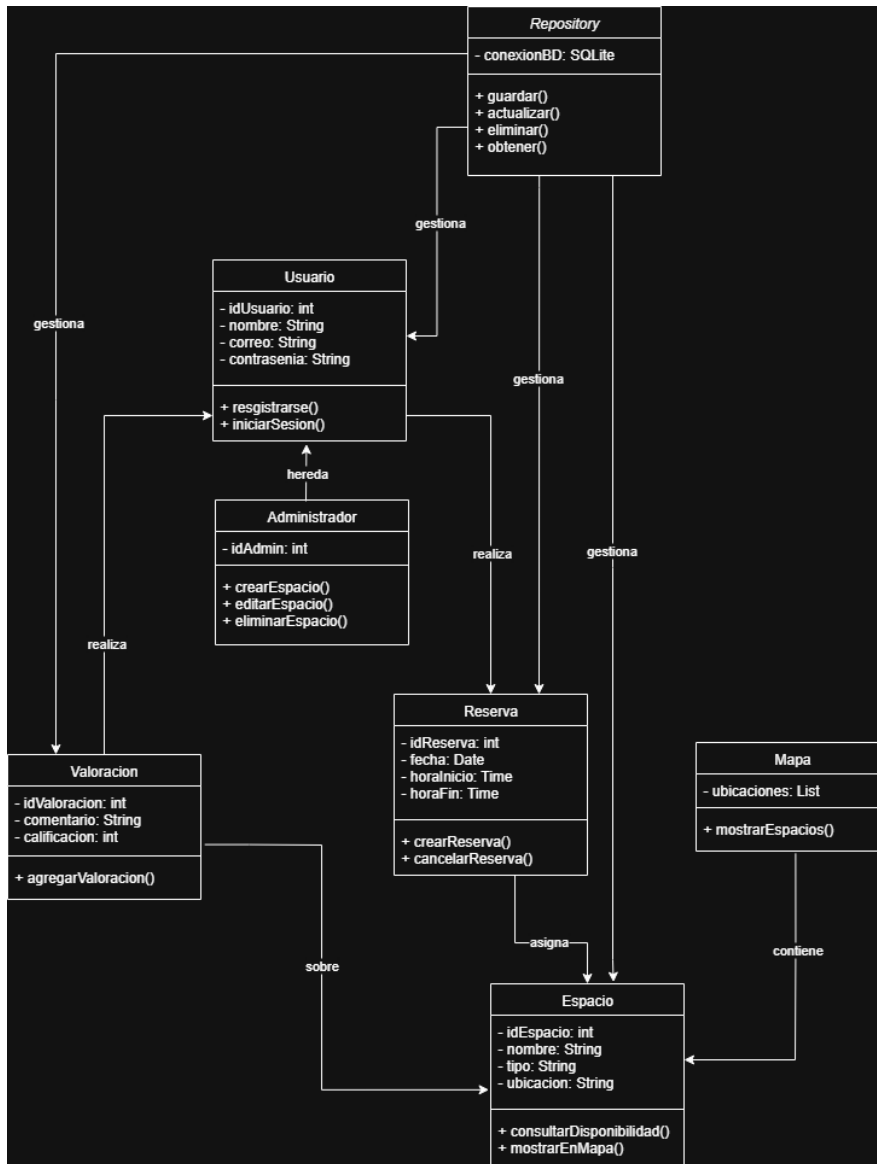 Repository
- conexionBD: SQLite
+ guardar()
+ actualizar()
+ eliminar()
+ obtener()
gestiona
Usuario
- idUsuario: int
- nombre: String
- correo: String
- contrasenia: String
+ resgistrarse()
+ iniciarSesion()
gestiona
gestiona
hereda
Administrador
- idAdmin: int
+ crearEspacio()
+ editarEspacio()
+ eliminarEspacio()
realiza
gestiona
realiza
Reserva
- idReserva: int
- fecha: Date
- horaInicio: Time
- horaFin: Time
+ crearReserva()
+ cancelarReserva()
Mapa
- ubicaciones: List
+ mostrarEspacios()
Valoracion
- idValoracion: int
- comentario: String
- calificacion: int
+ agregarValoracion()
asigna
contiene
sobre
Espacio
- idEspacio: int
- nombre: String
- tipo: String
- ubicacion: String
+ consultarDisponibilidad()
+ mostrarEnMapa()